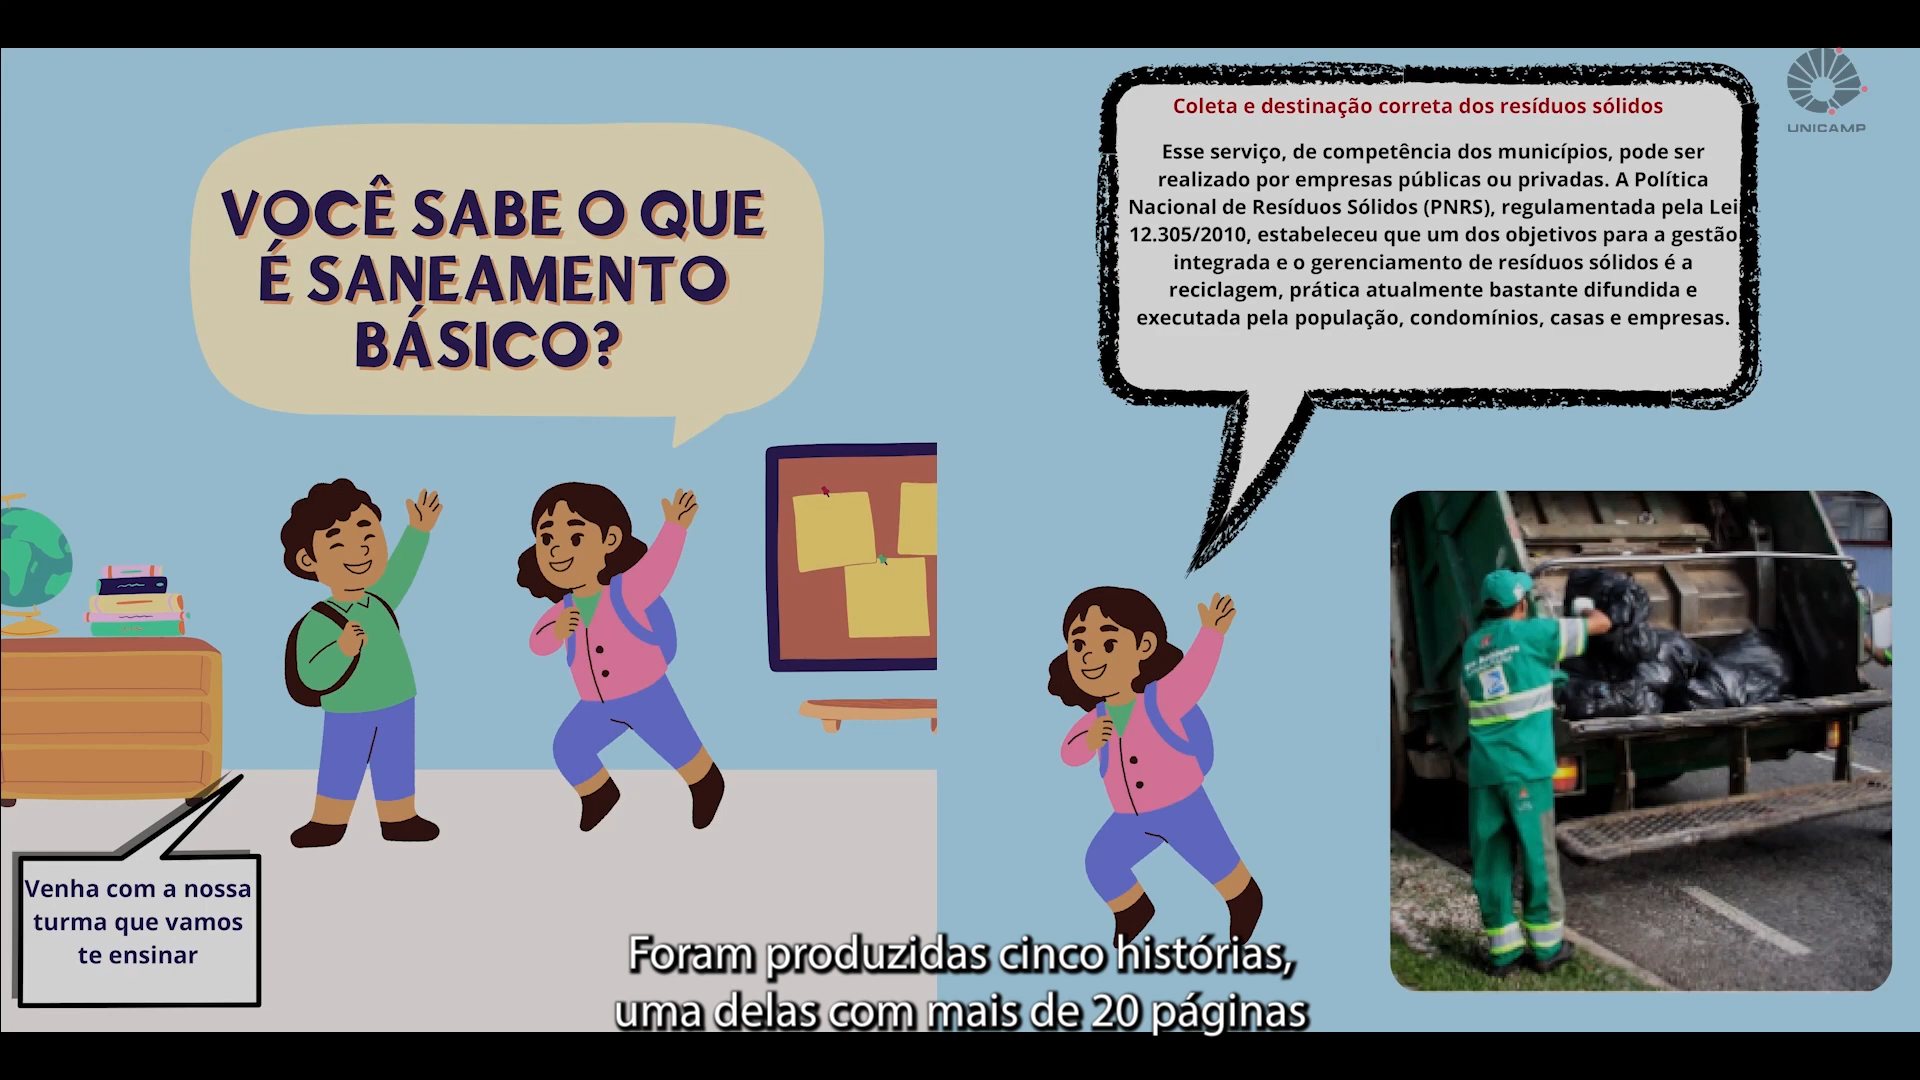 VOCÊ SABE O QUE
É SANEAMENTO
BÁSICO?
Venha com a nossa
turma que vamos
te ensinar
Coleta e destinação correta dos resíduos sólidos
Esse serviço, de competência dos municípios, pode ser
realizado por empresas públicas ou privadas. A Política
Nacional de Resíduos Sólidos (PNRS), regulamentada pela Lei
12.305/2010, estabeleceu que um dos objetivos para a gestão
integrada e o gerenciamento de resíduos sólidos é a
reciclagem, prática atualmente bastante difundida e
executada pela população, condomínios, casas e empresas.
UNICAMP
Foram produzidas cinco histórias,
uma delas com mais de 20 páginas